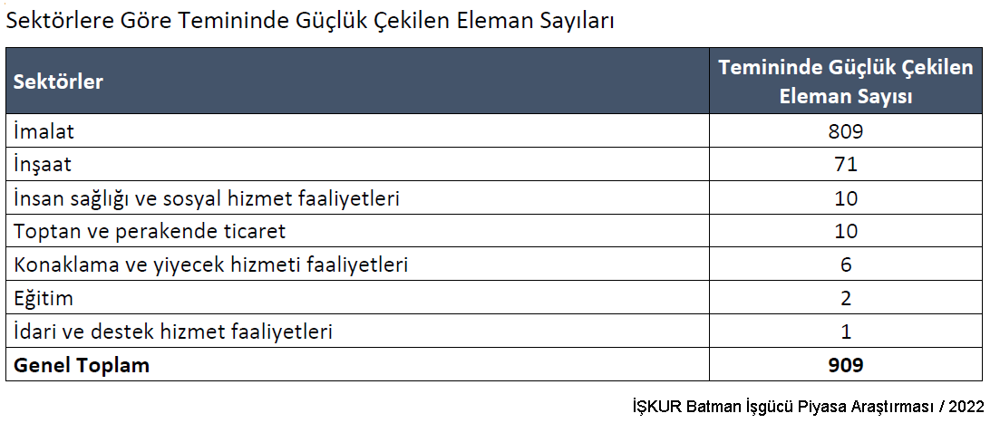 Sektörlere Göre Temininde Güçlük Çekilen Eleman Sayıları
Sektörler
Temininde Güçlük Çekilen
Eleman Sayısı
İmalat 809
İnşaat 71
İnsan sağlığı ve sosyal hizmet faaliyetleri 10
Toptan ve perakende ticaret 10
Konaklama ve yiyecek hizmeti faaliyetleri 6
Eğitim 2
İdari ve destek hizmet faaliyetleri 1
Genel Toplam 909
İŞKUR Batman İşgücü Piyasa Araştırması / 2022